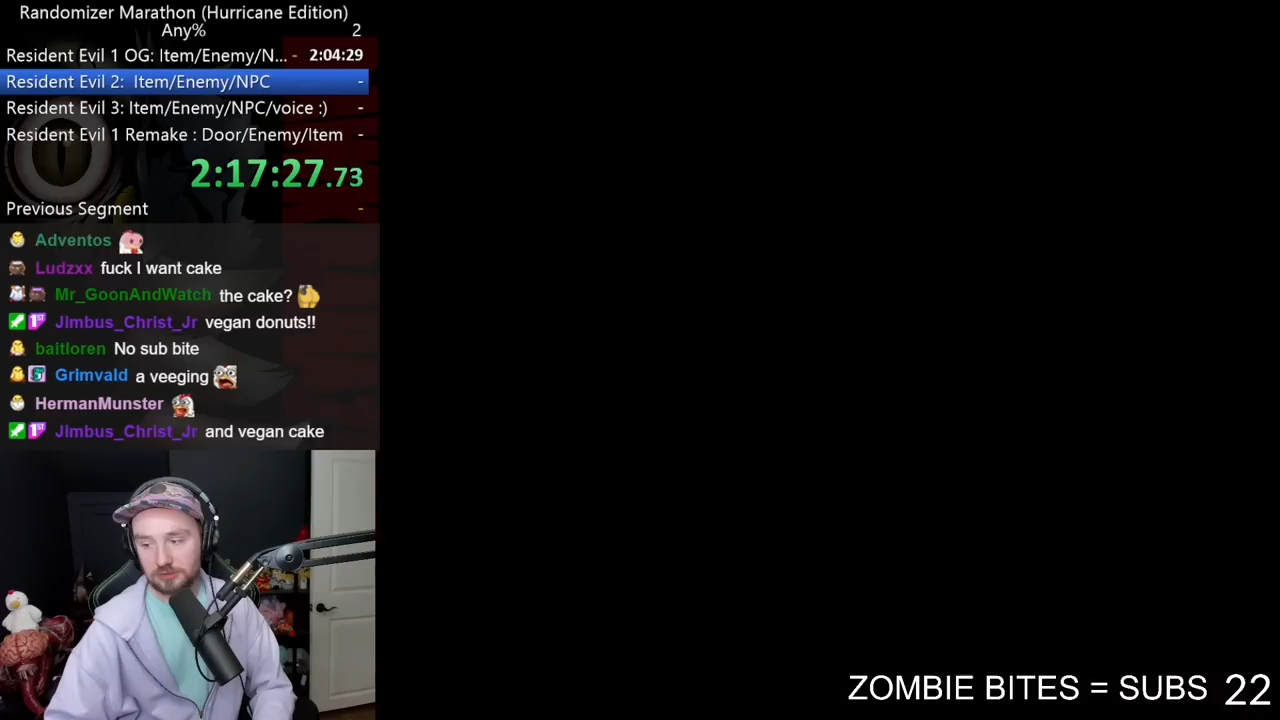 Randomizer Marathon (Hurricane Edition)
Any% 2
Resident Evil 1 OG: Item/Enemy/N... - 2:04:29
Resident Evil 2: Item/Enemy/NPC -
Resident Evil 3: Item/Enemy/NPC/voice :) -
Resident Evil 1 Remake : Door/Enemy/Item -
2:17:27.73
Previous Segment -
Adventos
Ludzxx fuck I want cake
Mr_GoonAndWatch the cake?
1ST Jimbus_Christ_Jr vegan donuts!!
baitloren No sub bite
Grimvald a veeging
HermanMunster
1ST Jimbus_Christ_Jr and vegan cake
ZOMBIE BITES = SUBS 22